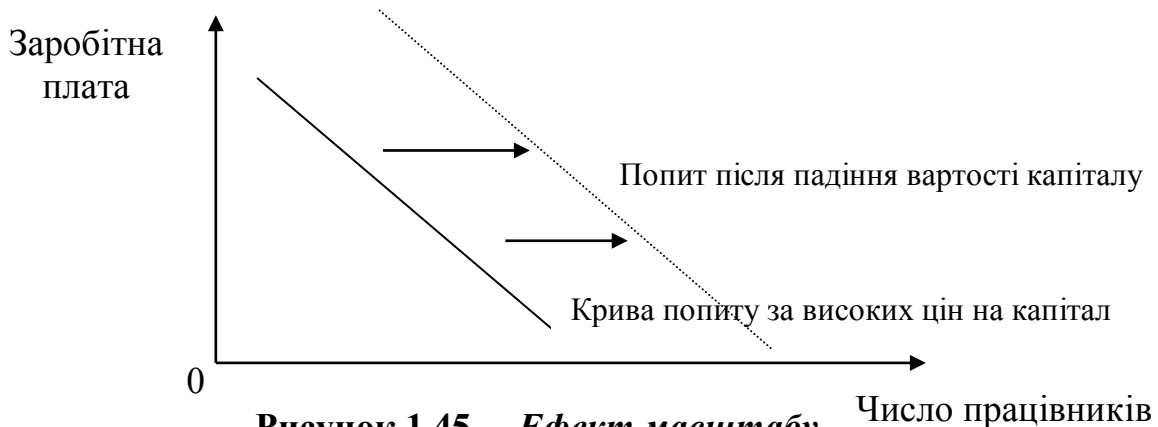 Заробітна
плата
Попит після падіння вартості капіталу
Крива попиту за високих цін на капітал
0
Число працівників
Рисунок 1.45 – Ефект масштабу